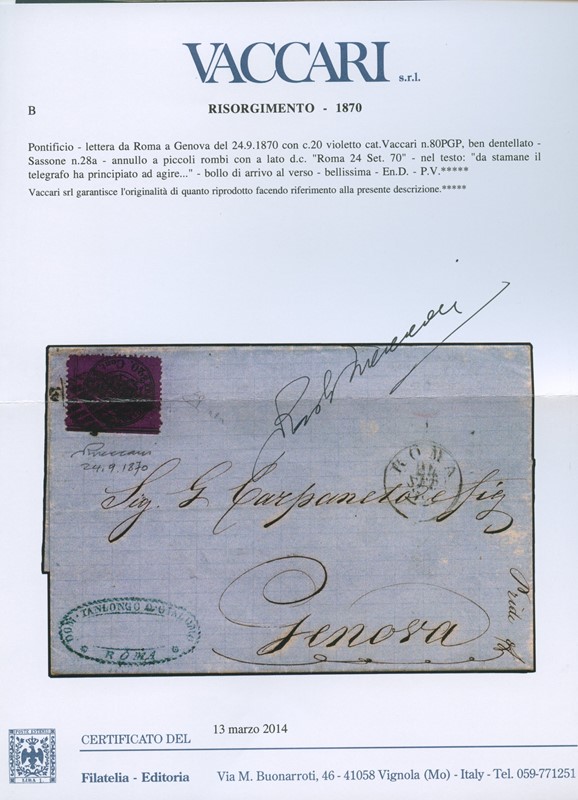 VACCARI s.r.l.
B
RISORGIMENTO - 1870
Pontificio - lettera da Roma a Genova del 24.9.1870 con c.20 violetto cat.Vaccari n.80PGP, ben dentellato -
Sassone n.28a - annullo a piccoli rombi con a lato d.c. "Roma 24 Set. 70" - nel testo: "da stamane il
telegrafo ha principiato ad agire..." - bollo di arrivo al verso - bellissima - En.D. - P.V.*****
Vaccari srl garantisce l'originalità di quanto riprodotto facendo riferimento alla presente descrizione.*****
24.9.1870
ROMA
24
SET
70
Sig. G Carpaneto e fig
Genova
ROMA
CERTIFICATO DEL
13 marzo 2014
Filatelia - Editoria
Via M. Buonarroti, 46 - 41058 Vignola (Mo) - Italy - Tel. 059-771251